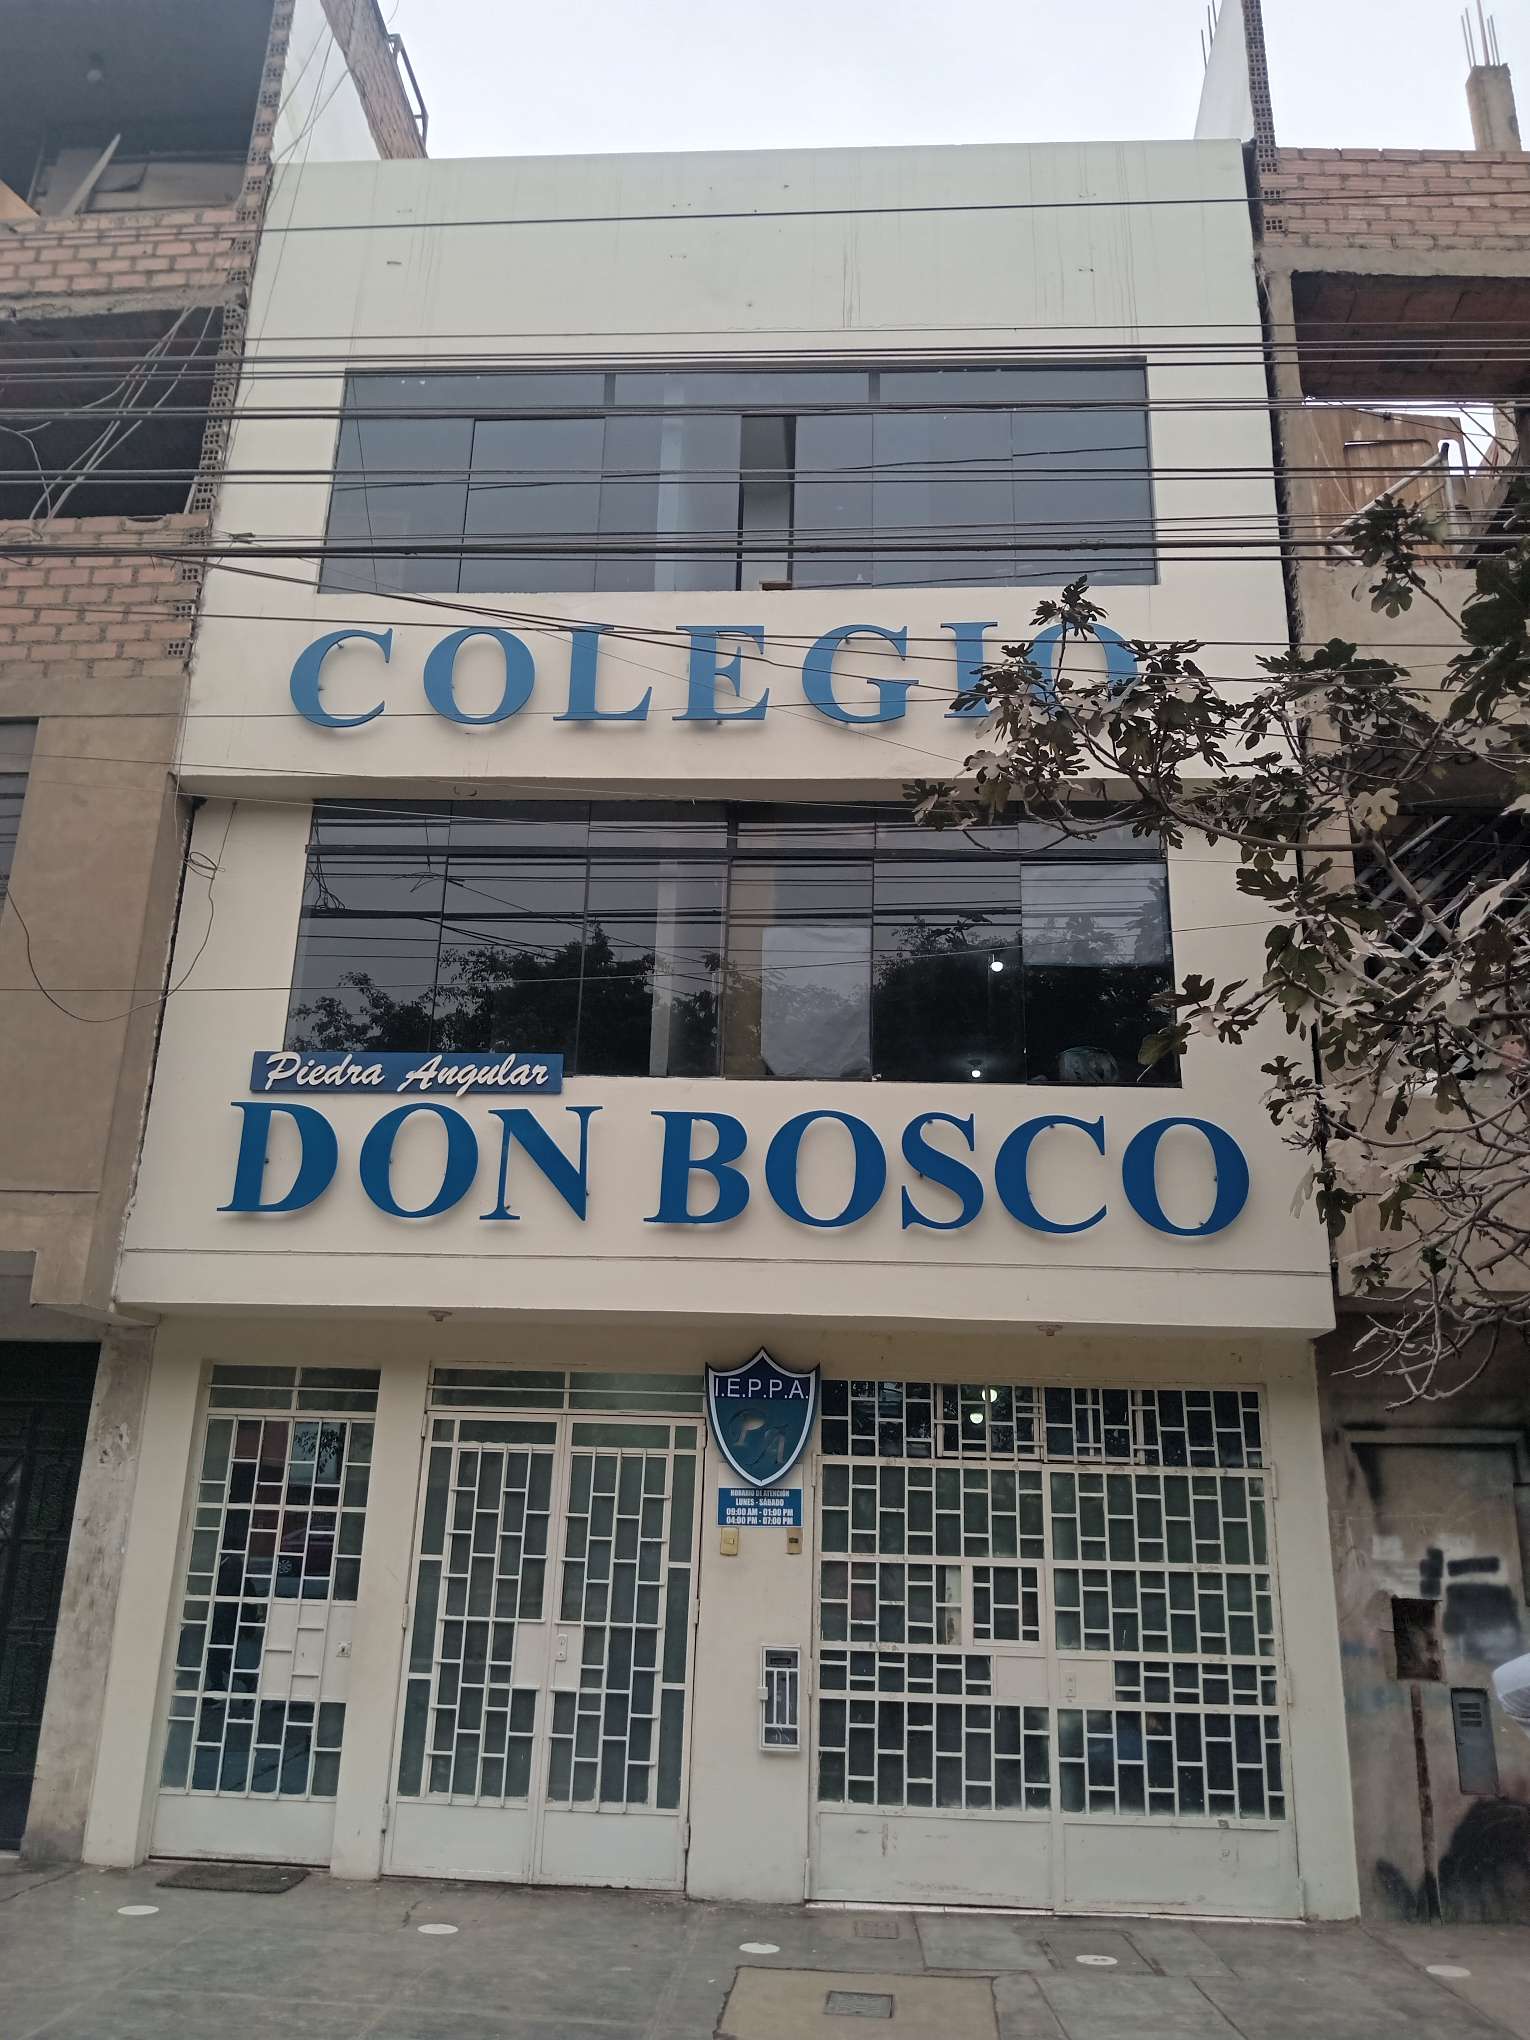 COLEGIO
Piedra Angular
DON BOSCO
I.E.P.P.A.
PA
HORARIO DE ATENCIÓN
LUNES - SÁBADO
09:00 AM - 01:00 PM
04:00 PM - 07:00 PM